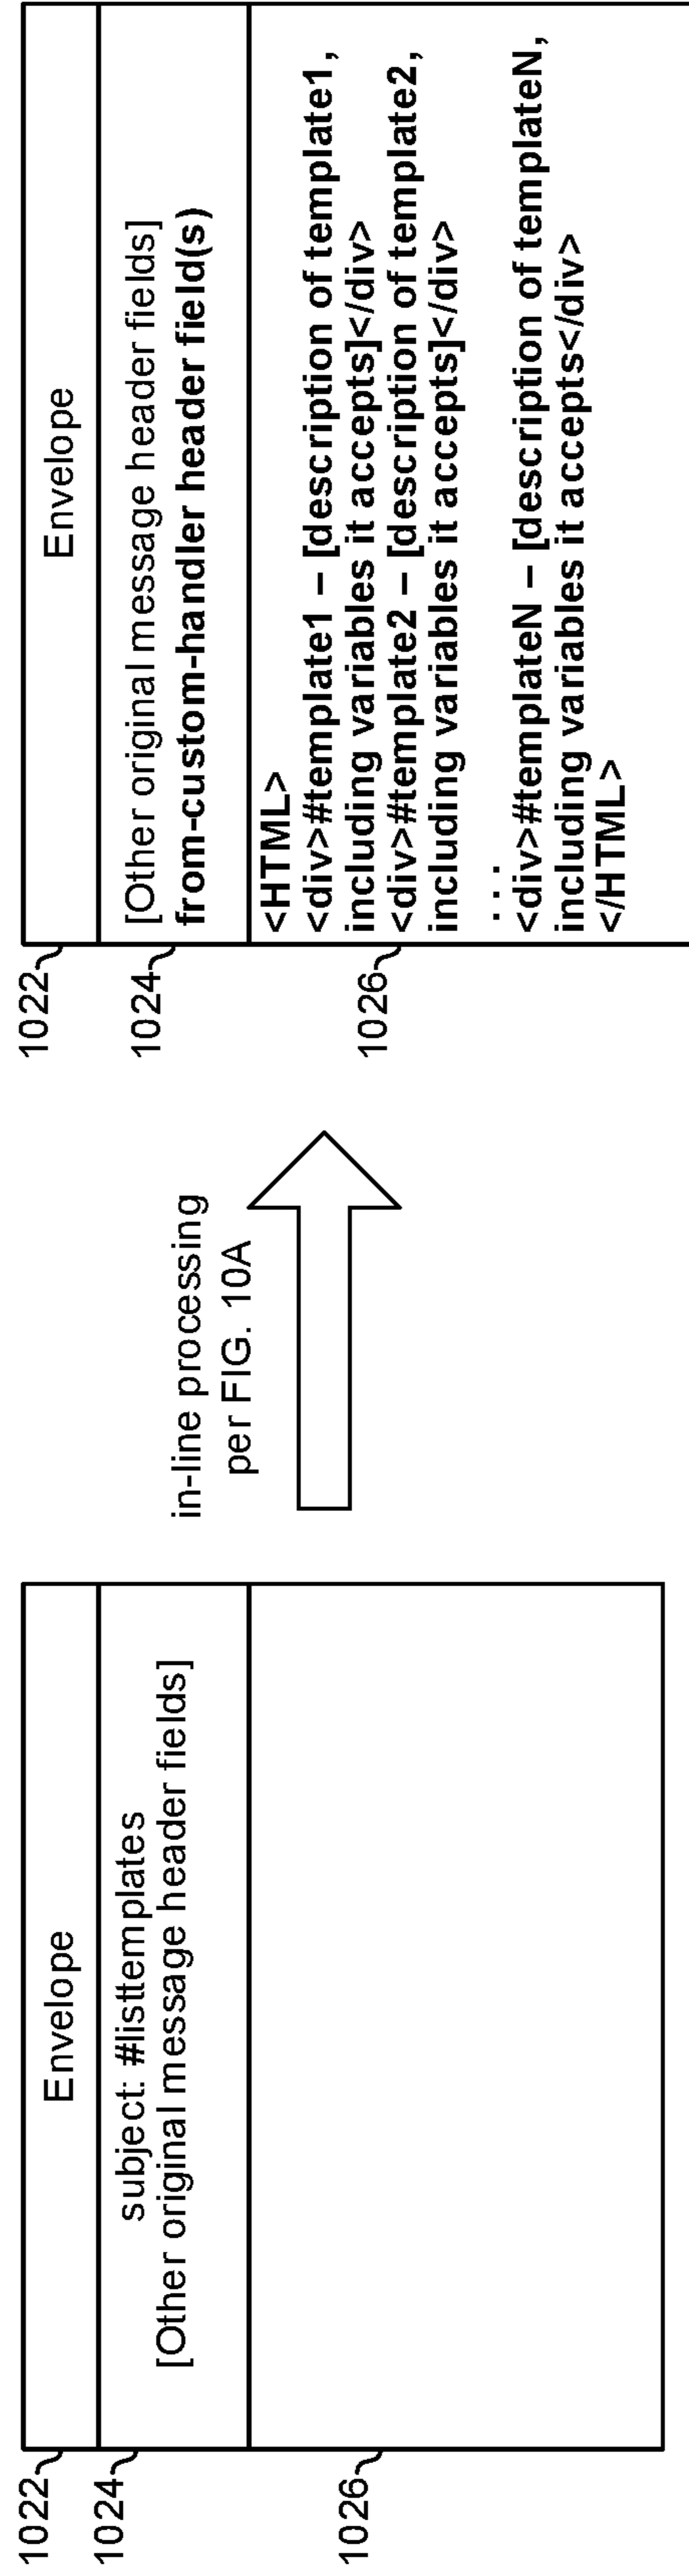 1022
Envelope
1024
subject: #listtemplates
[Other original message header fields]
1026
in-line processing
per FIG. 10A
1022
Envelope
1024
[Other original message header fields]
from-custom-handler header field(s)
1026
<HTML>
<div>#template1 – [description of template1,
including variables it accepts]</div>
<div>#template2 – [description of template2,
including variables it accepts]</div>
...
<div>#templateN – [description of templateN,
including variables it accepts</div>
</HTML>